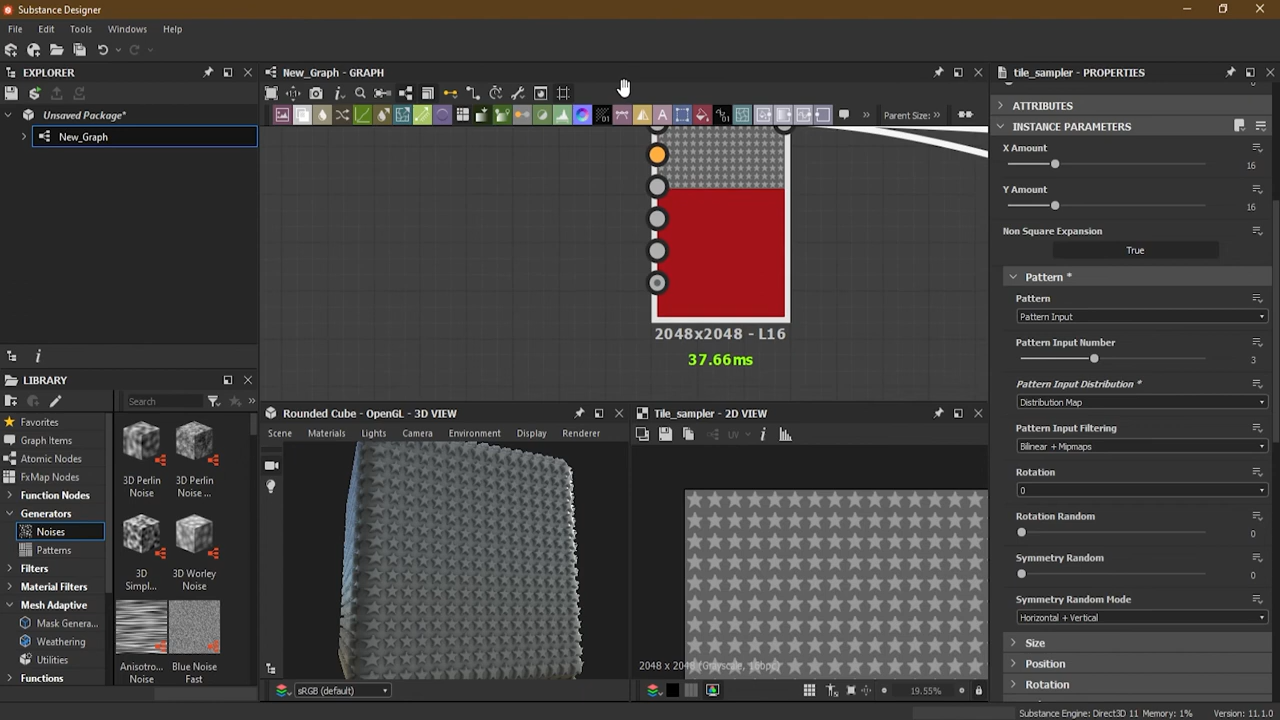 Substance Designer
File Edit Tools Windows Help
EXPLORER
Unsaved Package*
New_Graph
LIBRARY
Search
Favorites
Graph Items
Atomic Nodes
FxMap Nodes
Function Nodes
Generators
Noises
Patterns
Filters
Material Filters
Mesh Adaptive
Mask Genera...
Weathering
Utilities
Functions
3D Perlin Noise
3D Perlin Noise ...
3D Simpl...
3D Worley Noise
Anisotro... Noise
Blue Noise Fast
New_Graph - GRAPH
Parent Size: >>
2048x2048 - L16
37.66ms
Rounded Cube - OpenGL - 3D VIEW
Scene Materials Lights Camera Environment Display Renderer
sRGB (default)
Tile_sampler - 2D VIEW
UV
2048 x 2048 (Grayscale, 16bpc)
19.55%
tile_sampler - PROPERTIES
ATTRIBUTES
INSTANCE PARAMETERS
X Amount
16
Y Amount
16
Non Square Expansion
True
Pattern *
Pattern
Pattern Input
Pattern Input Number
3
Pattern Input Distribution *
Distribution Map
Pattern Input Filtering
Bilinear + Mipmaps
Rotation
0
Rotation Random
0
Symmetry Random
0
Symmetry Random Mode
Horizontal + Vertical
Size
Position
Rotation
Substance Engine: Direct3D 11 Memory: 1% Version: 11.1.0